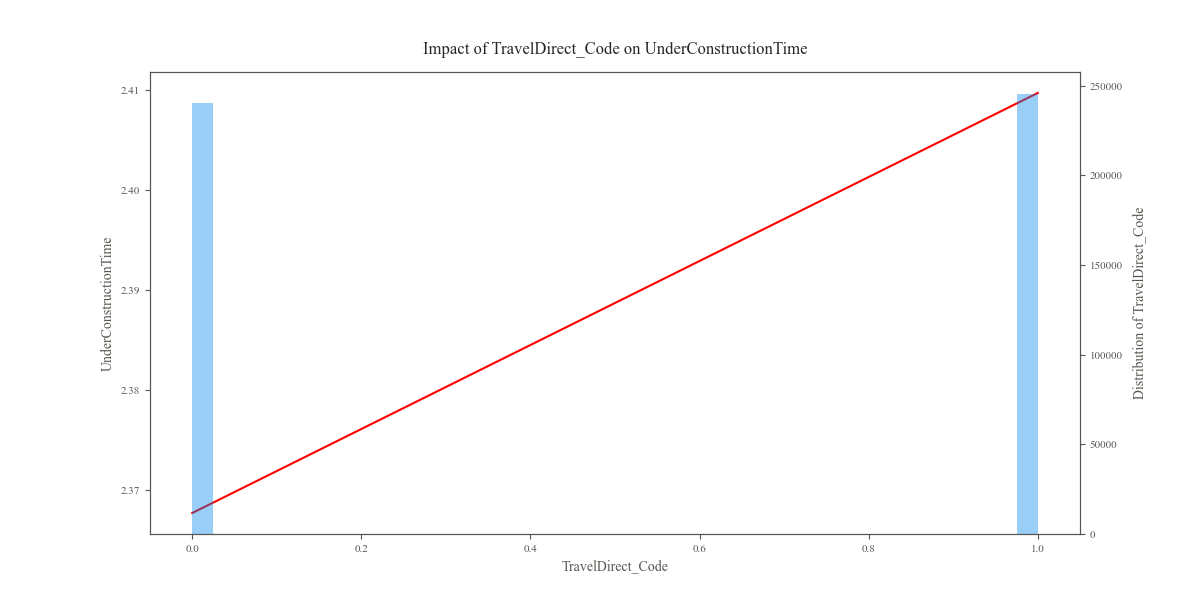 Impact of TravelDirect_Code on UnderConstructionTime
UnderConstructionTime
2.41
2.40
2.39
2.38
2.37
250000
200000
150000
100000
50000
0
Distribution of TravelDirect_Code
0.0 0.2 0.4 0.6 0.8 1.0
TravelDirect_Code